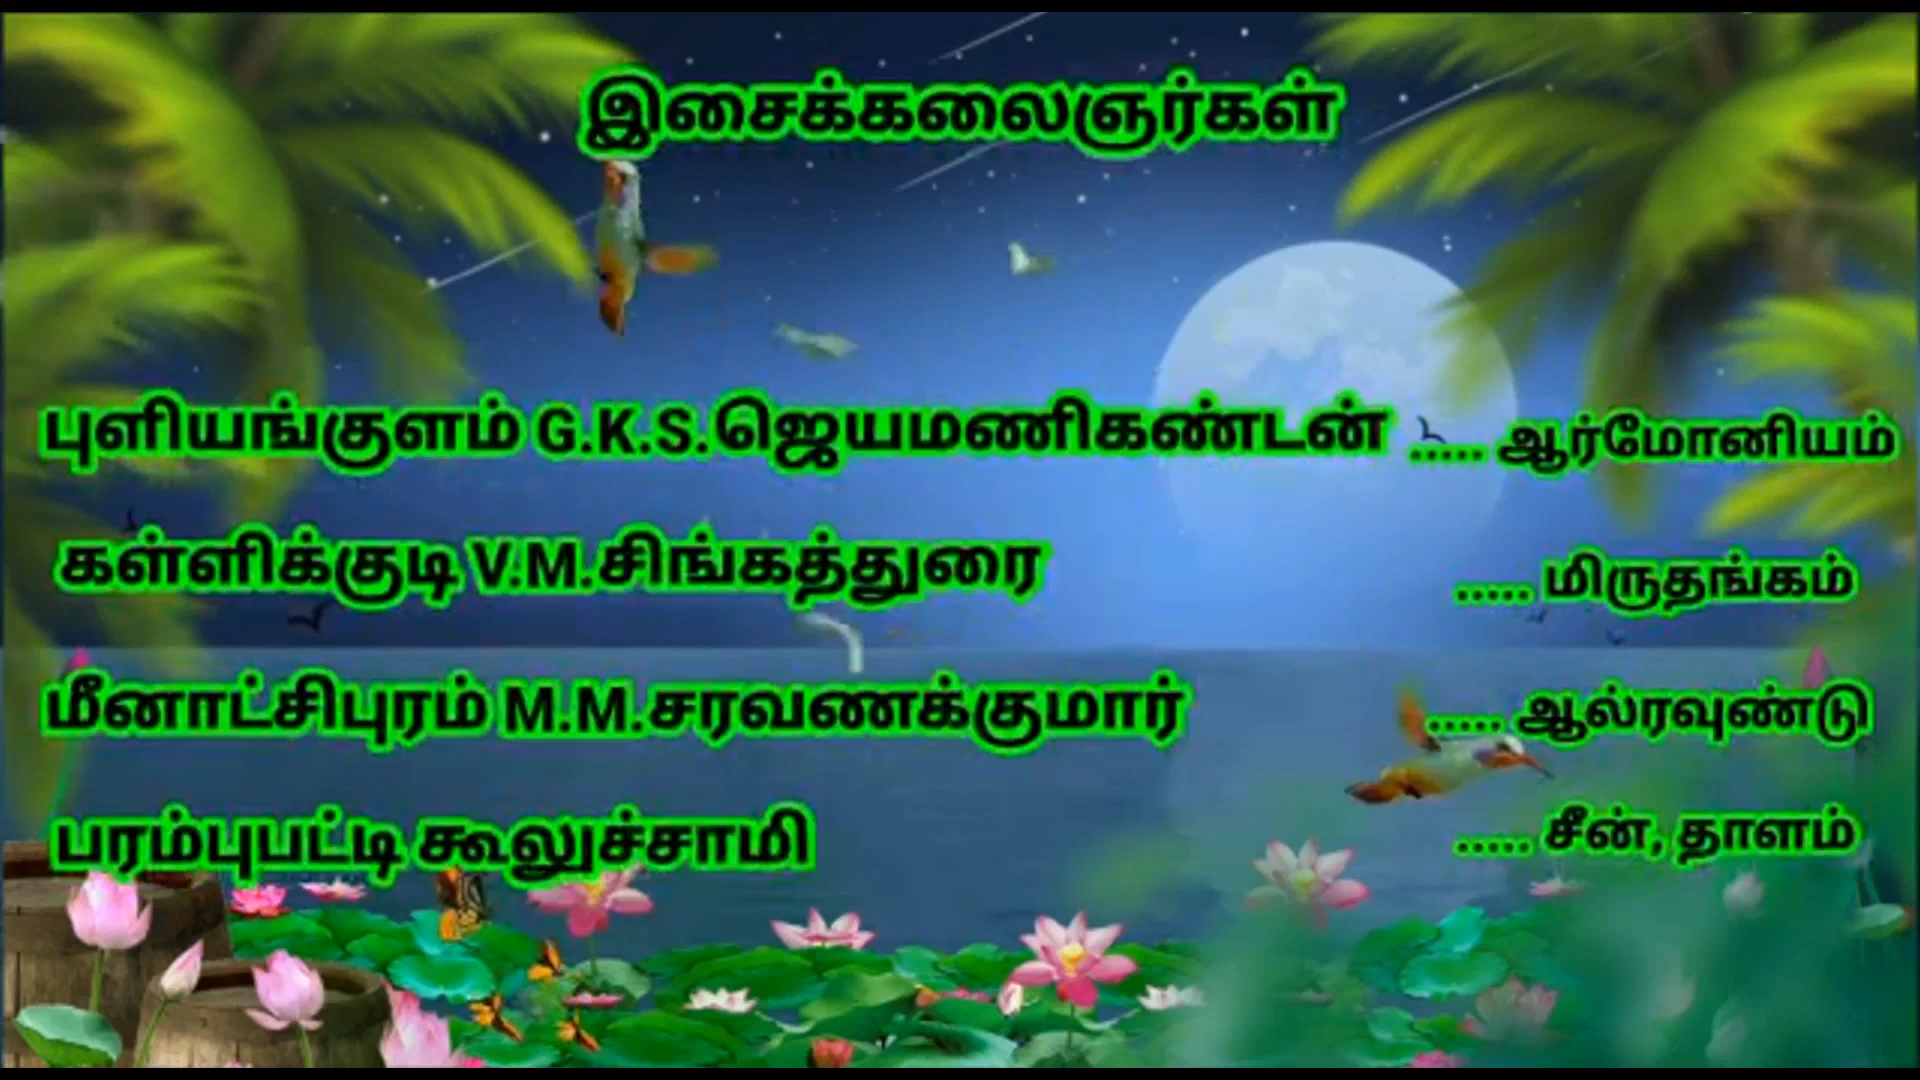 இசைக்கலைஞர்கள்
புளியங்குளம் G.K.S.ஜெயமணிகண்டன் ..... ஆர்மோனியம்
கள்ளிக்குடி V.M.சிங்கத்துரை ..... மிருதங்கம்
மீனாட்சிபுரம் M.M.சரவணக்குமார் ..... ஆல்ரவுண்டு
பரம்புபட்டி கூலுச்சாமி ..... சீன், தாளம்